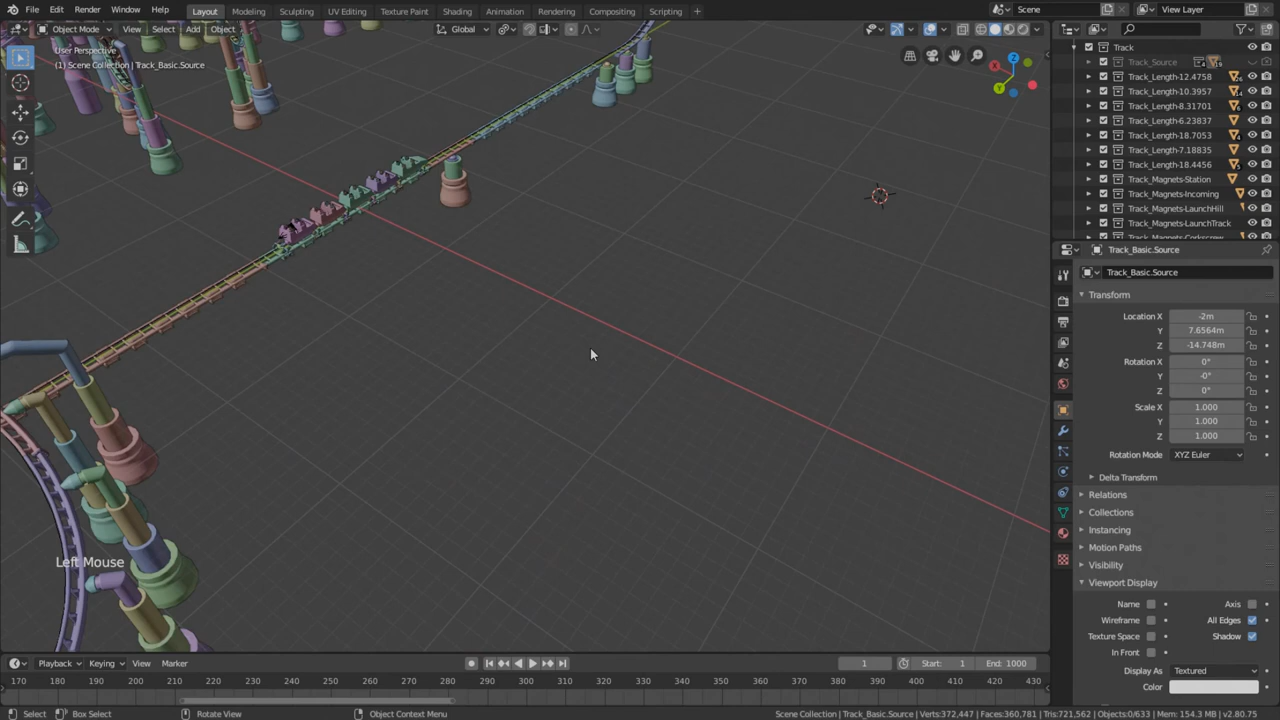 File Edit Render Window Help Layout Modeling Sculpting UV Editing Texture Paint Shading Animation Rendering Compositing Scripting + Scene View Layer
Object Mode View Select Add Object Global
User Perspective
(1) Scene Collection | Track_Basic.Source
X
Y
Z
Left Mouse
Track
Track_Source
Track_Length-12.4758
Track_Length-10.3957
Track_Length-8.31701
Track_Length-6.23837
Track_Length-18.7053
Track_Length-7.18835
Track_Length-18.4456
Track_Magnets-Station
Track_Magnets-Incoming
Track_Magnets-LaunchHill
Track_Magnets-LaunchTrack
Track_Magnets-Corkscrew
Track_Basic.Source
Track_Basic.Source
Transform
Location X -2m
Y 7.6564m
Z -14.748m
Rotation X 0°
Y -0°
Z 0°
Scale X 1.000
Y 1.000
Z 1.000
Rotation Mode XYZ Euler
Delta Transform
Relations
Collections
Instancing
Motion Paths
Visibility
Viewport Display
Name Axis
Wireframe All Edges
Texture Space Shadow
In Front
Display As Textured
Color
Playback Keying View Marker 1 Start: 1 End: 1000
170 180 190 200 210 220 230 240 250 260 270 280 290 300 310 320 330 340 350 360 370 380 390 400 410 420 430
Select Box Select Rotate View Object Context Menu Scene Collection | Track_Basic.Source | Verts:372,447 | Faces:360,781 | Tris:721,562 | Objects:0/633 | Mem: 154.3 MB | v2.80.75